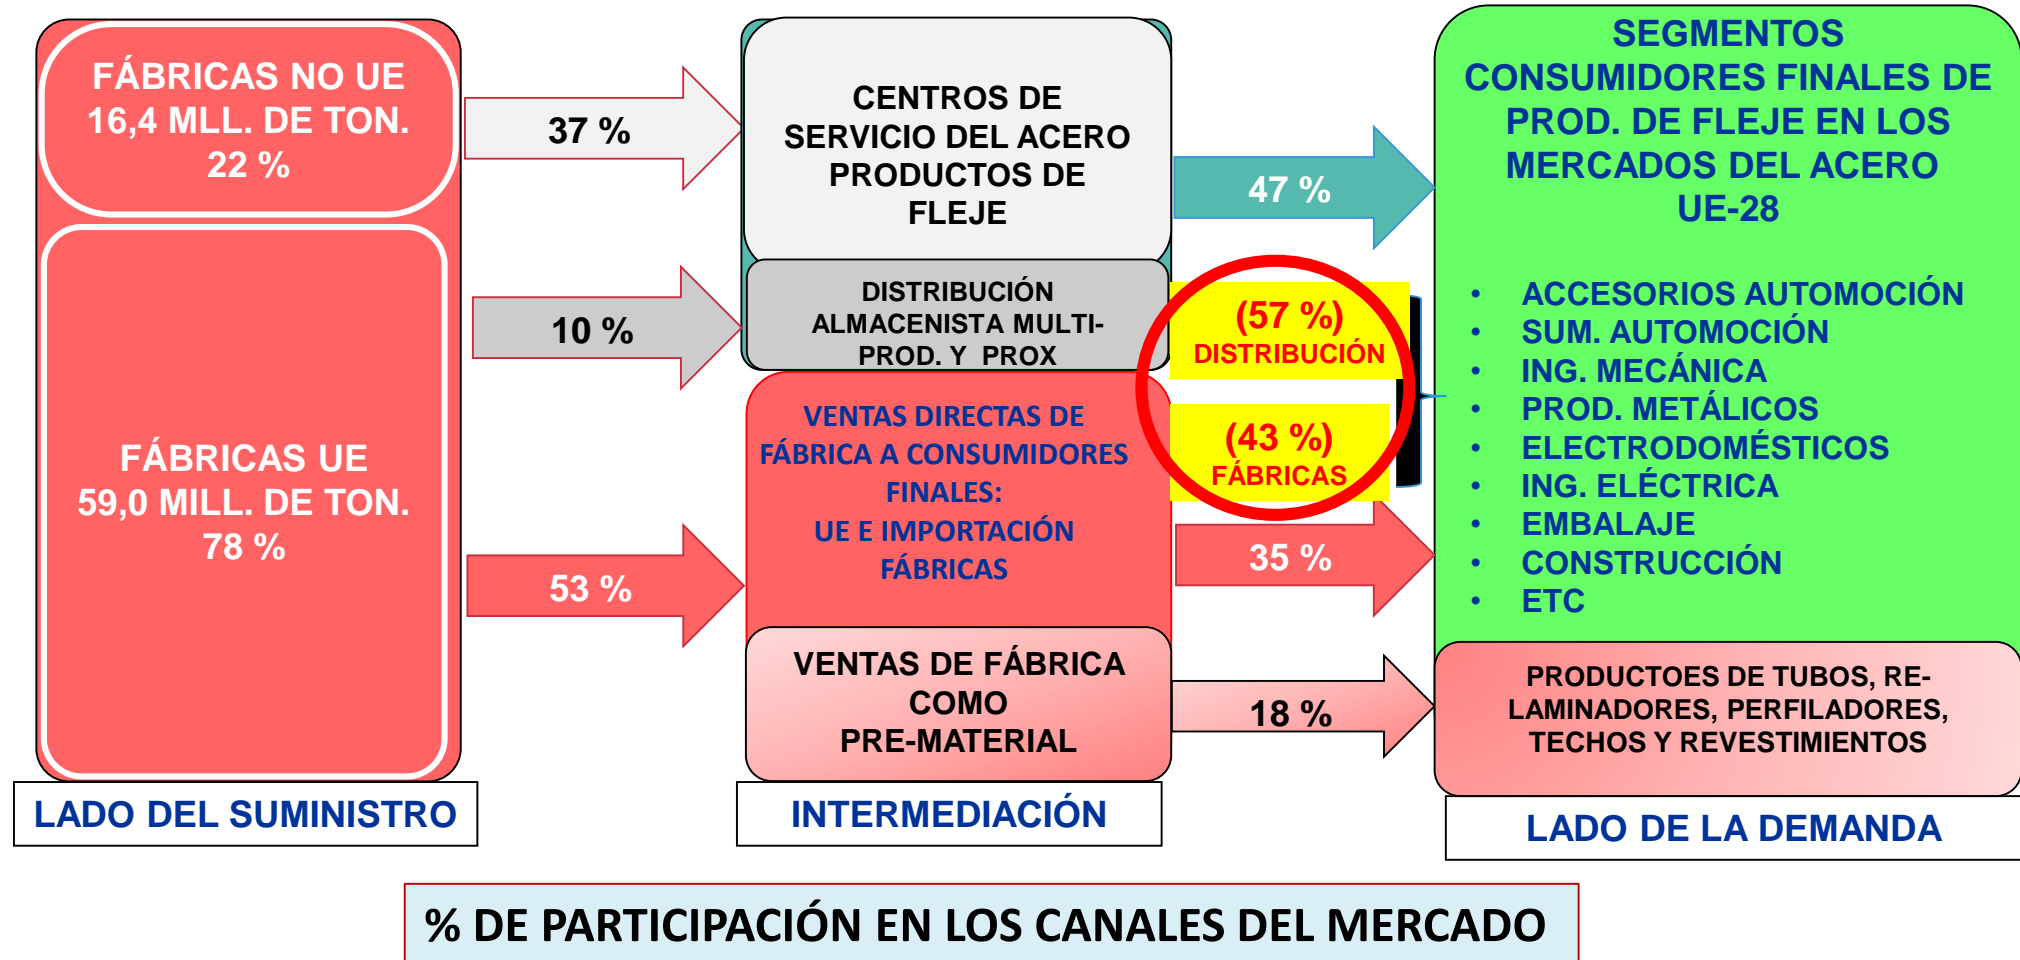 FÁBRICAS NO UE
16,4 MLL. DE TON.
22 %
FÁBRICAS UE
59,0 MILL. DE TON.
78 %
LADO DEL SUMINISTRO
37 %
10 %
53 %
CENTROS DE
SERVICIO DEL ACERO
PRODUCTOS DE
FLEJE
DISTRIBUCIÓN
ALMACENISTA MULTI-
PROD. Y PROX
VENTAS DIRECTAS DE
FÁBRICA A CONSUMIDORES
FINALES:
UE E IMPORTACIÓN
FÁBRICAS
VENTAS DE FÁBRICA
COMO
PRE-MATERIAL
INTERMEDIACIÓN
47 %
(57 %)
DISTRIBUCIÓN
(43 %)
FÁBRICAS
35 %
18 %
SEGMENTOS
CONSUMIDORES FINALES DE
PROD. DE FLEJE EN LOS
MERCADOS DEL ACERO
UE-28
• ACCESORIOS AUTOMOCIÓN
• SUM. AUTOMOCIÓN
• ING. MECÁNICA
• PROD. METÁLICOS
• ELECTRODOMÉSTICOS
• ING. ELÉCTRICA
• EMBALAJE
• CONSTRUCCIÓN
• ETC
PRODUCTOES DE TUBOS, RE-
LAMINADORES, PERFILADORES,
TECHOS Y REVESTIMIENTOS
LADO DE LA DEMANDA
% DE PARTICIPACIÓN EN LOS CANALES DEL MERCADO